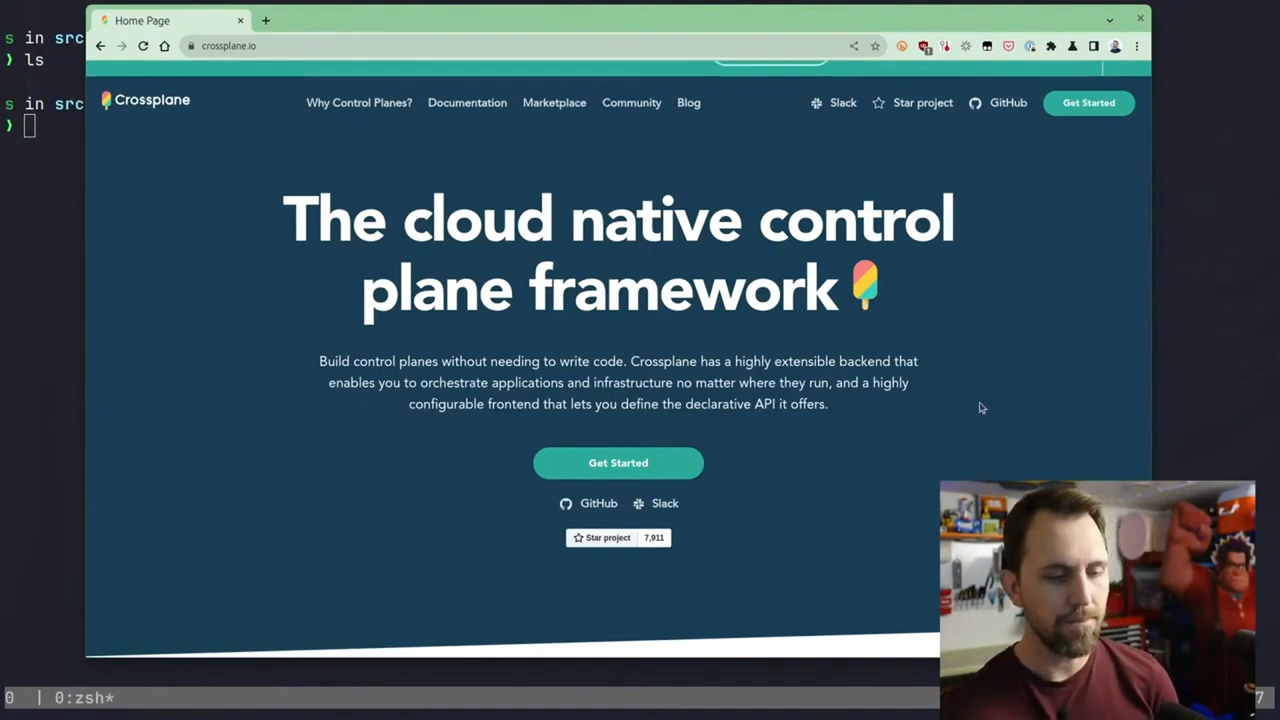 Home Page
s in src
❯ ls
s in src
❯
crossplane.io
1
Crossplane
Why Control Planes? Documentation Marketplace Community Blog Slack Star project GitHub Get Started
The cloud native control
plane framework
Build control planes without needing to write code. Crossplane has a highly extensible backend that
enables you to orchestrate applications and infrastructure no matter where they run, and a highly
configurable frontend that lets you define the declarative API it offers.
Get Started
GitHub Slack
Star project 7,911
0 | 0:zsh* 7